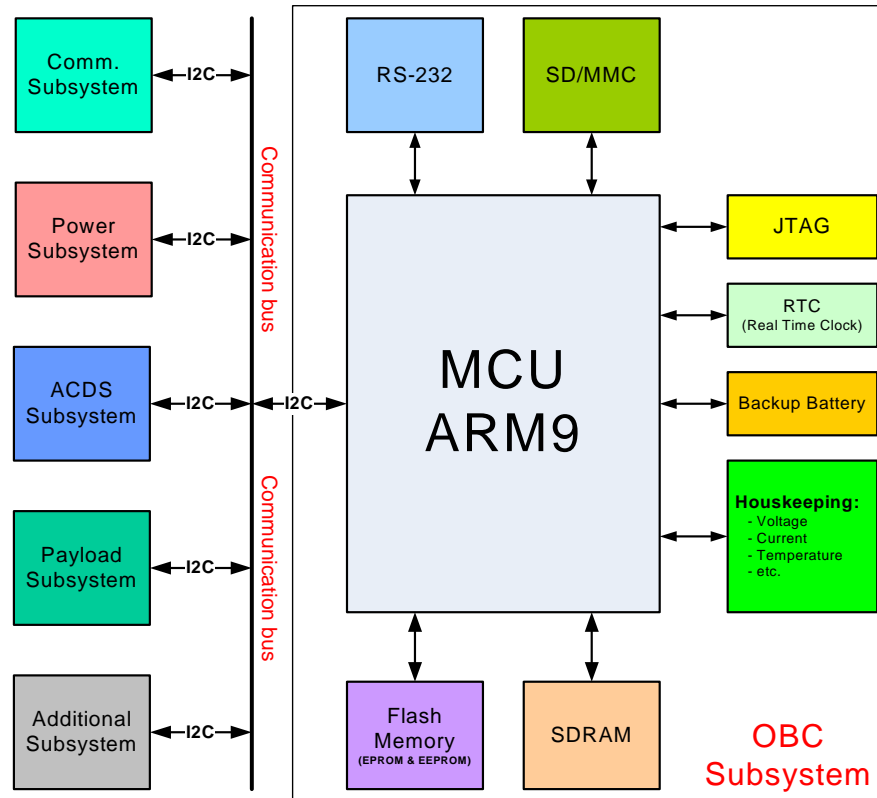 Comm.
Subsystem
I2C
Power
Subsystem
I2C
ACDS
Subsystem
I2C
Payload
Subsystem
I2C
Additional
Subsystem
I2C
Communication bus
Communication bus
I2C
RS-232
SD/MMC
MCU
ARM9
JTAG
RTC
(Real Time Clock)
Backup Battery
Houskeeping:
- Voltage
- Current
- Temperature
- etc.
Flash
Memory
(EPROM & EEPROM)
SDRAM
OBC
Subsystem